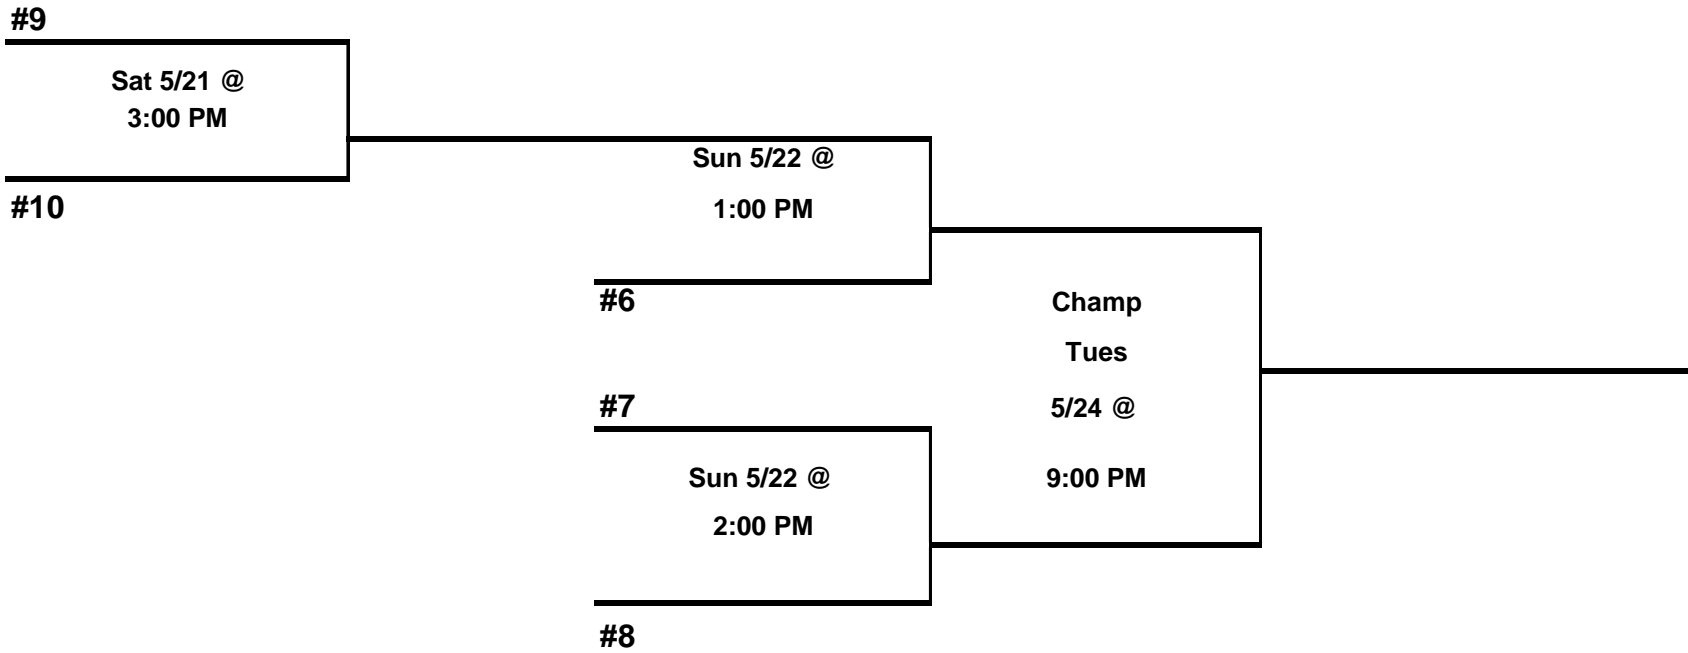 #9
Sat 5/21 @
3:00 PM
#10
Sun 5/22 @
1:00 PM
#6
Champ
Tues
5/24 @
9:00 PM
#7
Sun 5/22 @
2:00 PM
#8